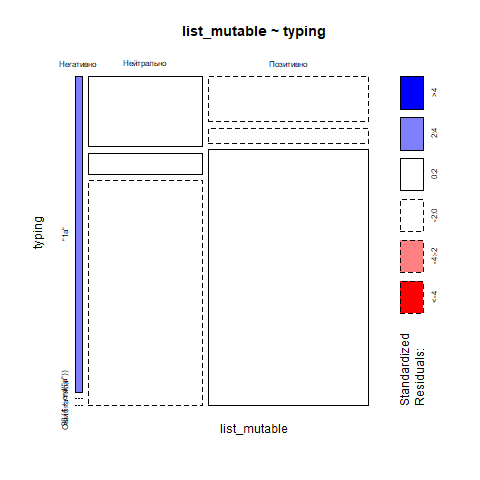 list_mutable ~ typing
Негативно
Нейтрально
Позитивно
typing
"1a"
list_mutable
Standardized
Residuals:
<-4
-4:-2
-2:0
0:2
2:4
>4